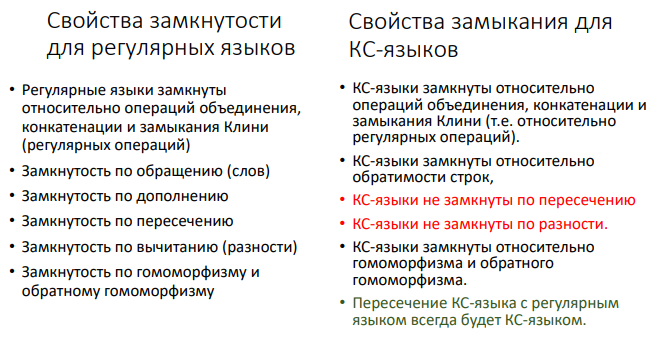 Свойства замкнутости
для регулярных языков
• Регулярные языки замкнуты
относительно операций объединения,
конкатенации и замыкания Клини
(регулярных операций)
• Замкнутость по обращению (слов)
• Замкнутость по дополнению
• Замкнутость по пересечению
• Замкнутость по вычитанию (разности)
• Замкнутость по гомоморфизму и
обратному гомоморфизму
Свойства замыкания для
КС-языков
• КС-языки замкнуты относительно
операций объединения, конкатенации и
замыкания Клини (т.е. относительно
регулярных операций).
• КС-языки замкнуты относительно
обратимости строк,
• КС-языки не замкнуты по пересечению
• КС-языки не замкнуты по разности.
• КС-языки замкнуты относительно
гомоморфизма и обратного
гомоморфизма.
• Пересечение КС-языка с регулярным
языком всегда будет КС-языком.